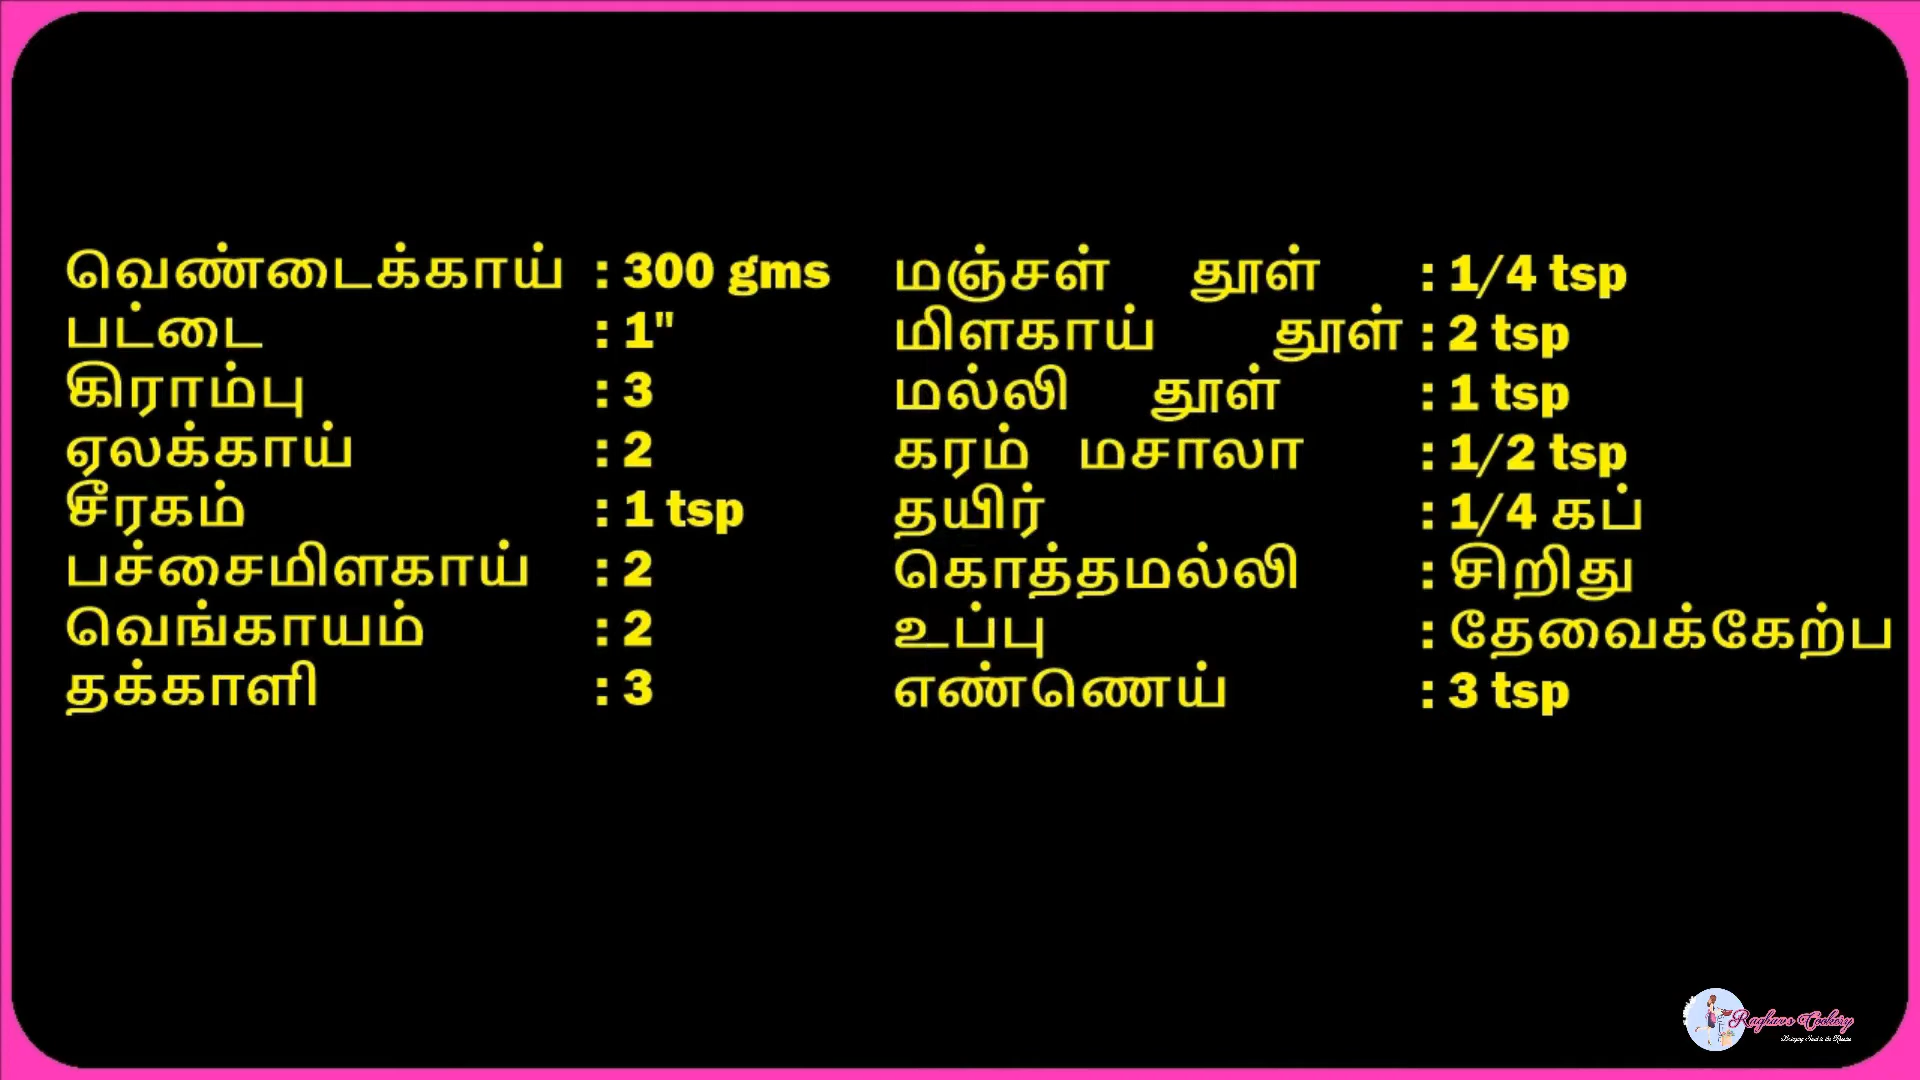 வெண்டைக்காய் : 300 gms
பட்டை : 1"
கிராம்பு : 3
ஏலக்காய் : 2
சீரகம் : 1 tsp
பச்சைமிளகாய் : 2
வெங்காயம் : 2
தக்காளி : 3
மஞ்சள் தூள் : 1/4 tsp
மிளகாய் தூள் : 2 tsp
மல்லி தூள் : 1 tsp
கரம் மசாலா : 1/2 tsp
தயிர் : 1/4 கப்
கொத்தமல்லி : சிறிது
உப்பு : தேவைக்கேற்ப
எண்ணெய் : 3 tsp
Raghavs Cookery